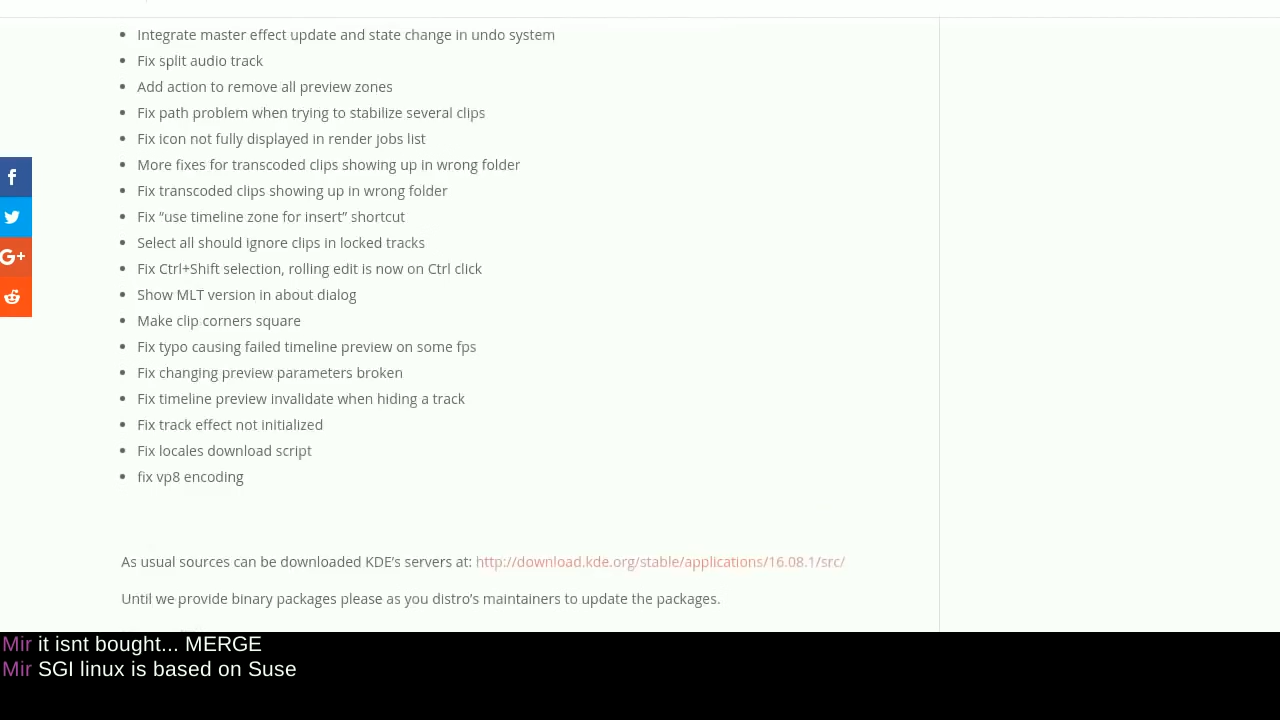 Integrate master effect update and state change in undo system
Fix split audio track
Add action to remove all preview zones
Fix path problem when trying to stabilize several clips
Fix icon not fully displayed in render jobs list
More fixes for transcoded clips showing up in wrong folder
Fix transcoded clips showing up in wrong folder
Fix “use timeline zone for insert” shortcut
Select all should ignore clips in locked tracks
Fix Ctrl+Shift selection, rolling edit is now on Ctrl click
Show MLT version in about dialog
Make clip corners square
Fix typo causing failed timeline preview on some fps
Fix changing preview parameters broken
Fix timeline preview invalidate when hiding a track
Fix track effect not initialized
Fix locales download script
fix vp8 encoding
As usual sources can be downloaded KDE’s servers at: http://download.kde.org/stable/applications/16.08.1/src/
Until we provide binary packages please as you distro’s maintainers to update the packages.
Mir it isnt bought... MERGE
Mir SGI linux is based on Suse